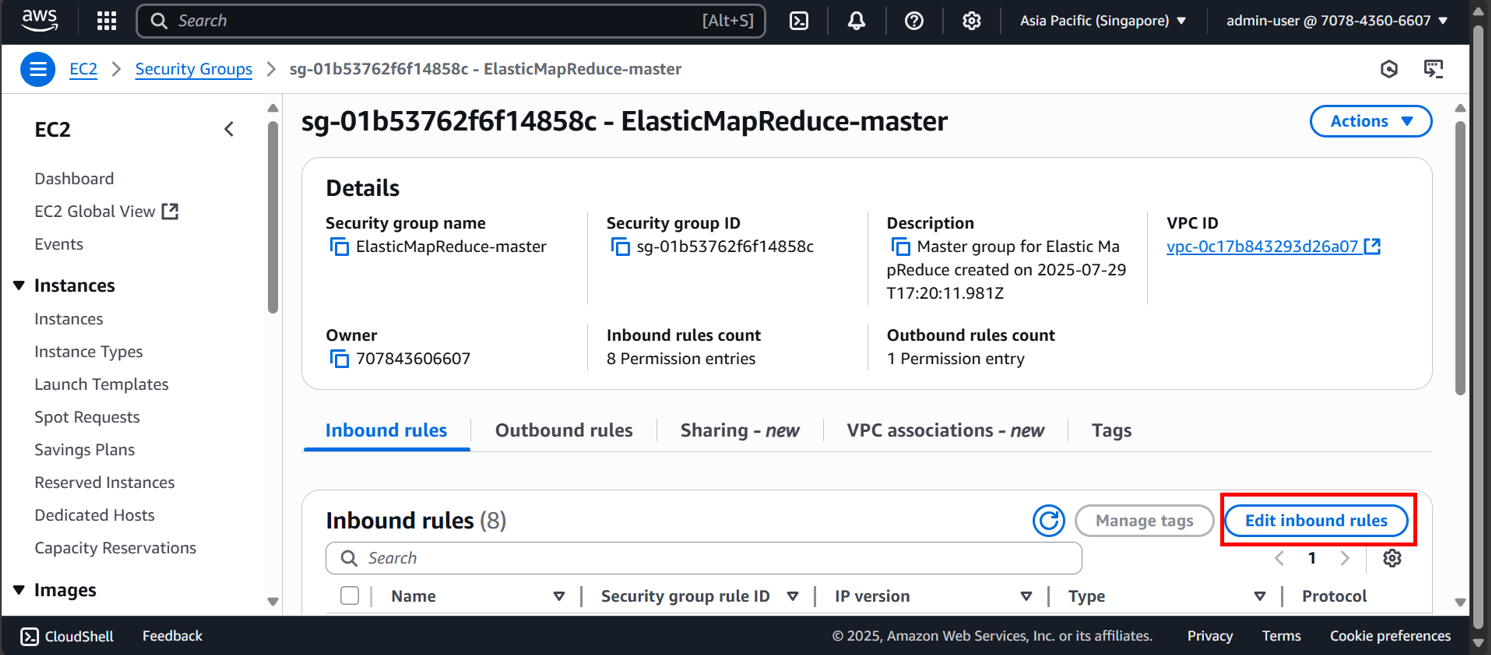 aws
Search [Alt+S]
Asia Pacific (Singapore)
admin-user @ 7078-4360-6607
EC2
Security Groups
sg-01b53762f6f14858c - ElasticMapReduce-master
EC2
Dashboard
EC2 Global View
Events
Instances
Instances
Instance Types
Launch Templates
Spot Requests
Savings Plans
Reserved Instances
Dedicated Hosts
Capacity Reservations
Images
sg-01b53762f6f14858c - ElasticMapReduce-master
Actions
Details
Security group name
ElasticMapReduce-master
Security group ID
sg-01b53762f6f14858c
Description
Master group for Elastic Ma
pReduce created on 2025-07-29
T17:20:11.981Z
VPC ID
vpc-0c17b843293d26a07
Owner
707843606607
Inbound rules count
8 Permission entries
Outbound rules count
1 Permission entry
Inbound rules
Outbound rules
Sharing - new
VPC associations - new
Tags
Inbound rules (8)
Manage tags
Edit inbound rules
Search
1
Name
Security group rule ID
IP version
Type
Protocol
CloudShell
Feedback
© 2025, Amazon Web Services, Inc. or its affiliates.
Privacy
Terms
Cookie preferences